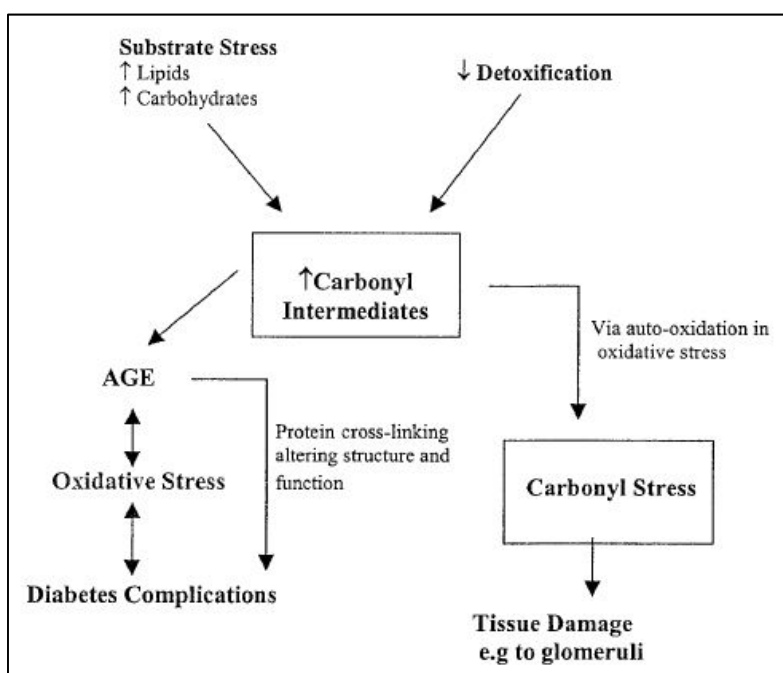 Substrate Stress
↑ Lipids
↑ Carbohydrates
↓ Detoxification
↑Carbonyl
Intermediates
Via auto-oxidation in
oxidative stress
AGE
Protein cross-linking
altering structure and
function
Oxidative Stress
Carbonyl Stress
Diabetes Complications
Tissue Damage
e.g to glomeruli